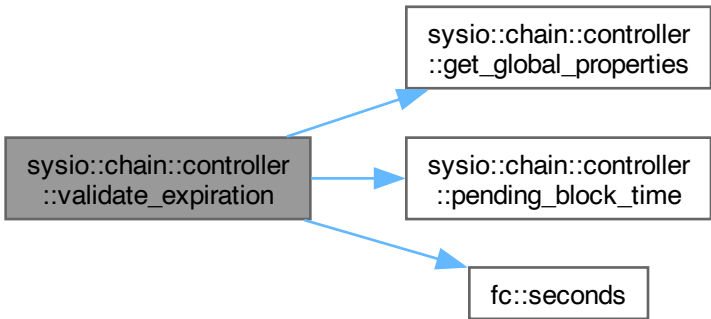 sysio::chain::controller
::get_global_properties
sysio::chain::controller
::validate_expiration
sysio::chain::controller
::pending_block_time
fc::seconds